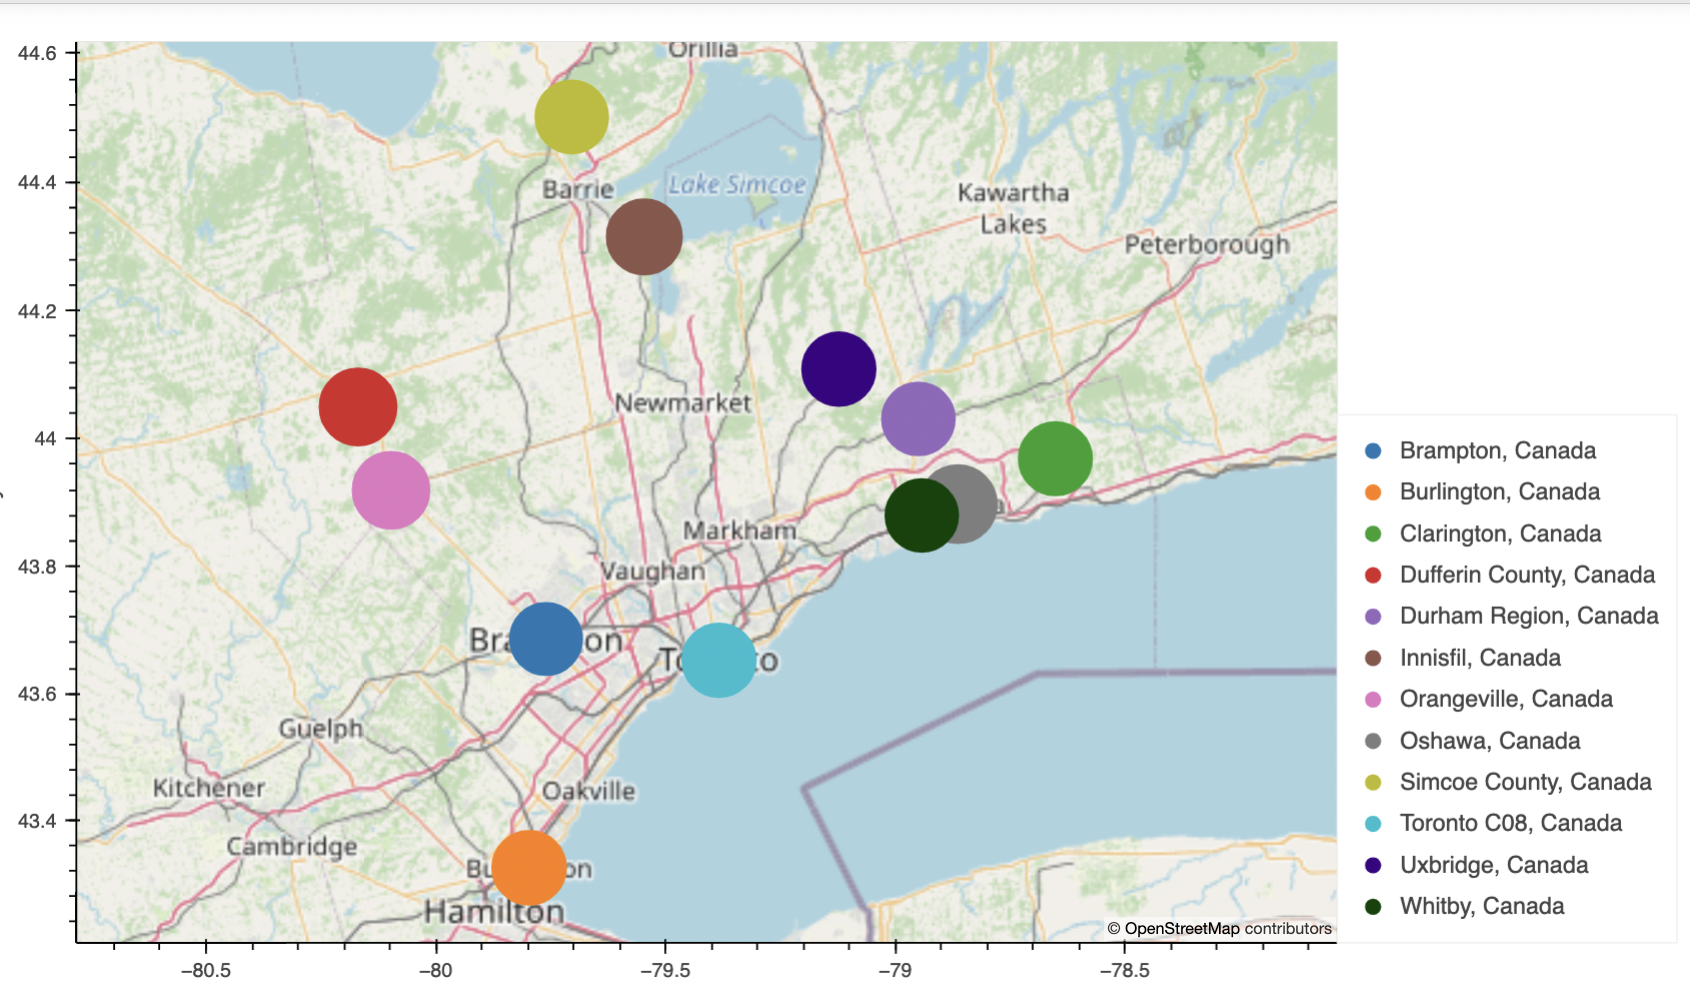 44.6
44.4
44.2
44
43.8
43.6
43.4
Orillia
Barrie
Lake Simcoe
Kawartha
Lakes
Peterborough
Newmarket
Markham
a
Vaughan
Bra on
To to
Guelph
Kitchener
Oakville
Cambridge
Bu on
Hamilton
© OpenStreetMap contributors
−80.5
−80
−79.5
−79
−78.5
Brampton, Canada
Burlington, Canada
Clarington, Canada
Dufferin County, Canada
Durham Region, Canada
Innisfil, Canada
Orangeville, Canada
Oshawa, Canada
Simcoe County, Canada
Toronto C08, Canada
Uxbridge, Canada
Whitby, Canada